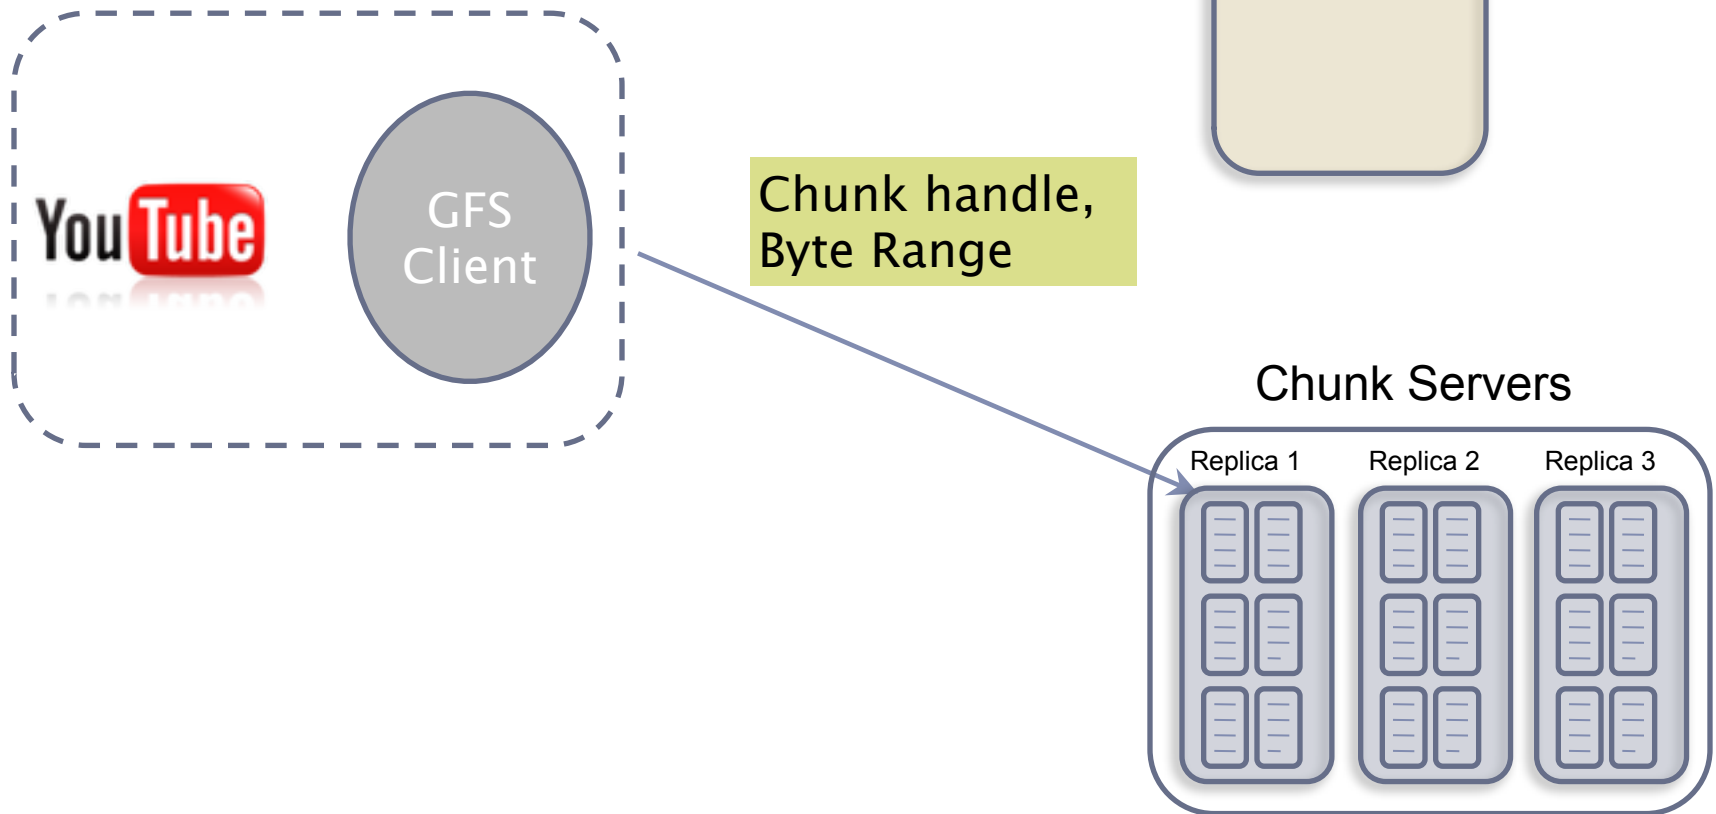 YouTube
GFS
Client
Chunk handle,
Byte Range
Chunk Servers
Replica 1
Replica 2
Replica 3